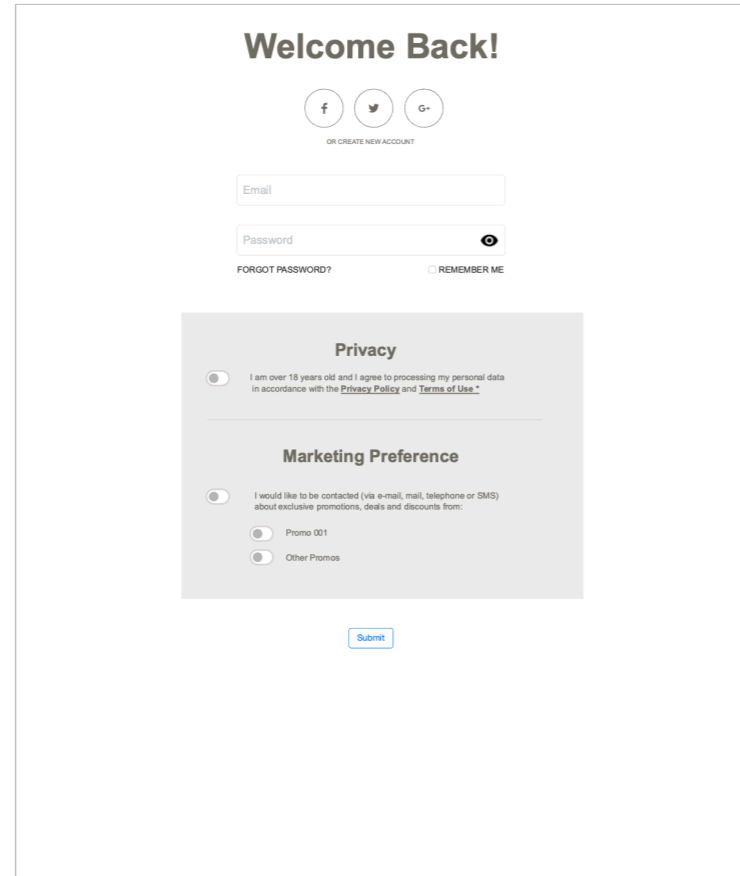 Welcome Back!
f G+
OR CREATE NEW ACCOUNT
Email
Password
FORGOT PASSWORD? REMEMBER ME
Privacy
I am over 18 years old and I agree to processing my personal data
in accordance with the Privacy Policy and Terms of Use *
Marketing Preference
I would like to be contacted (via e-mail, mail, telephone or SMS)
about exclusive promotions, deals and discounts from:
Promo 001
Other Promos
Submit